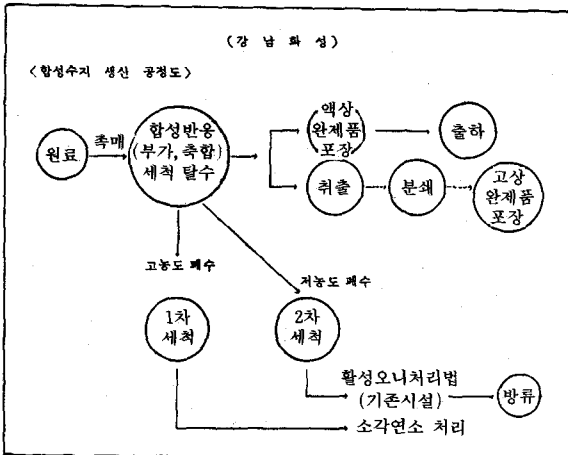 (강 남 화 성)
<합성수지 생산 공정도>
원료
촉매
합성반응
(부가, 축합)
세척 탈수
액상
완제품
포장
출하
취출
분쇄
고상
완제품
포장
고농도 폐수
저농도 폐수
1차
세척
2차
세척
활성오니처리법
(기존시설)
방류
소각연소 처리